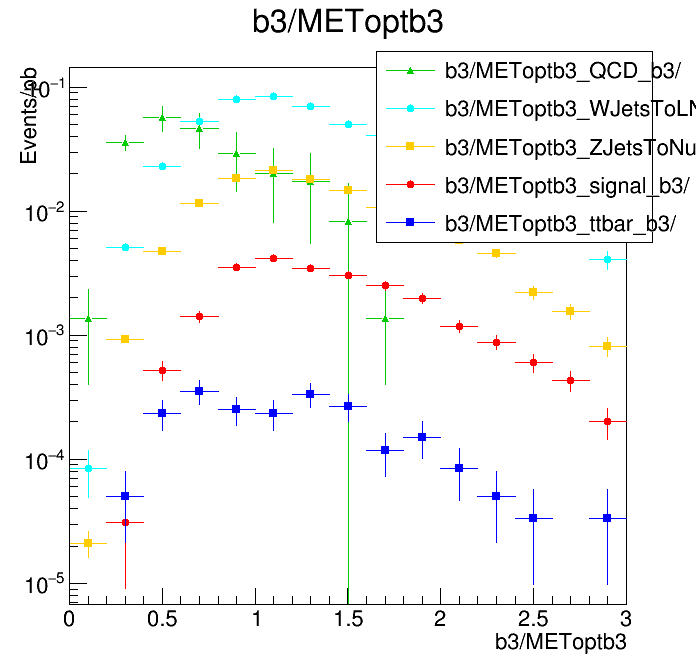 b3/METoptb3
Events/pb
b3/METoptb3_QCD_b3/
b3/METoptb3_WJetsToLN
b3/METoptb3_ZJetsToNu
b3/METoptb3_signal_b3/
b3/METoptb3_ttbar_b3/
10⁻¹
10⁻²
10⁻³
10⁻⁴
10⁻⁵
0 0.5 1 1.5 2 2.5 3
b3/METoptb3